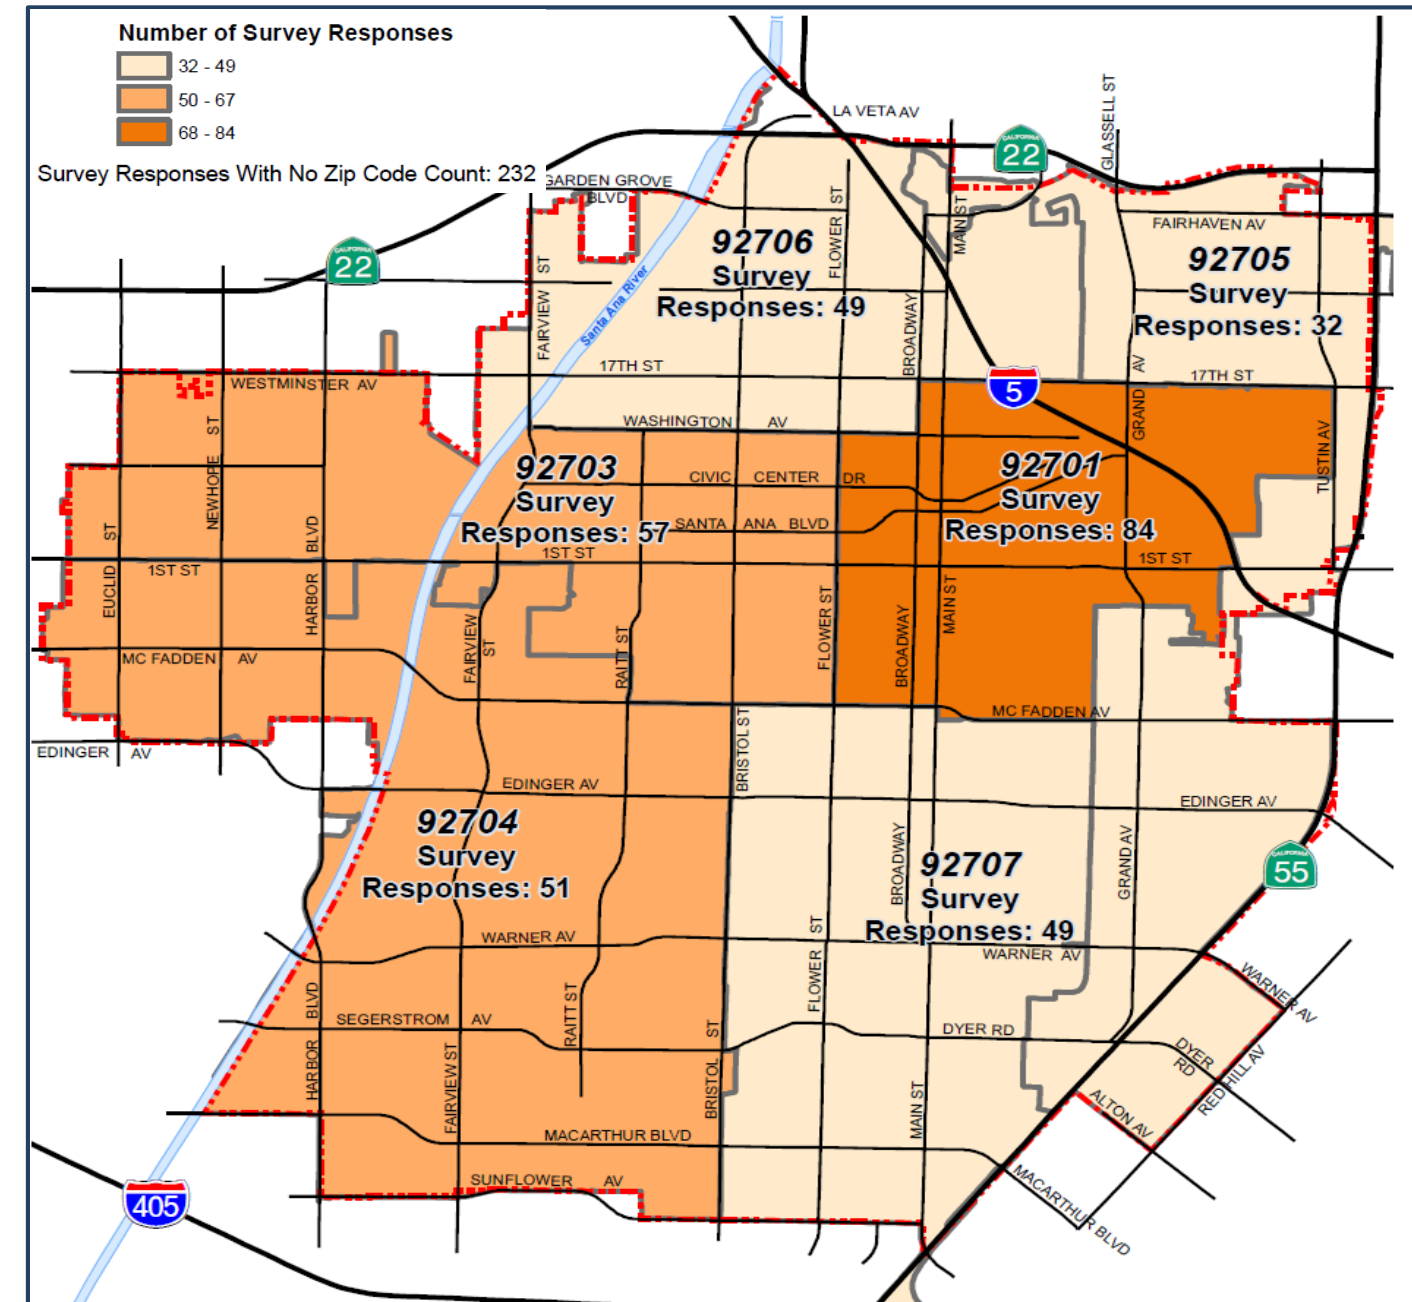 Number of Survey Responses
32 - 49
50 - 67
68 - 84
Survey Responses With No Zip Code Count: 232
LA VETA AV
GLASSELL ST
CALIFORNIA
22
GARDEN GROVE
BLVD
FLOWER ST
MAIN ST
FAIRHAVEN AV
CALIFORNIA
22
92706
Survey
Responses: 49
92705
Survey
Responses: 32
FAIRVIEW ST
Santa Ana River
BROADWAY
17TH ST
5
AV
17TH ST
WESTMINSTER AV
GRAND
WASHINGTON AV
NEWHOPE ST
TUSTIN AV
92703
Survey
Responses: 57
CIVIC CENTER DR
92701
Survey
Responses: 84
SANTA ANA BLVD
EUCLID ST
HARBOR BLVD
1ST ST
1ST ST
1ST ST
FAIRVIEW ST
RAITT ST
FLOWER ST
BROADWAY
MAIN ST
MC FADDEN AV
MC FADDEN AV
EDINGER AV
BRISTOL ST
EDINGER AV
EDINGER AV
92704
Survey
Responses: 51
BROADWAY
GRAND AV
92707
Survey
Responses: 49
CALIFORNIA
55
WARNER AV
FLOWER ST
WARNER AV
WARNER AV
HARBOR BLVD
SEGERSTROM AV
RAITT ST
DYER RD
DYER
RD
FAIRVIEW ST
BRISTOL ST
MAIN ST
RED HILL AV
ALTON AV
MACARTHUR BLVD
SUNFLOWER AV
MACARTHUR BLVD
405